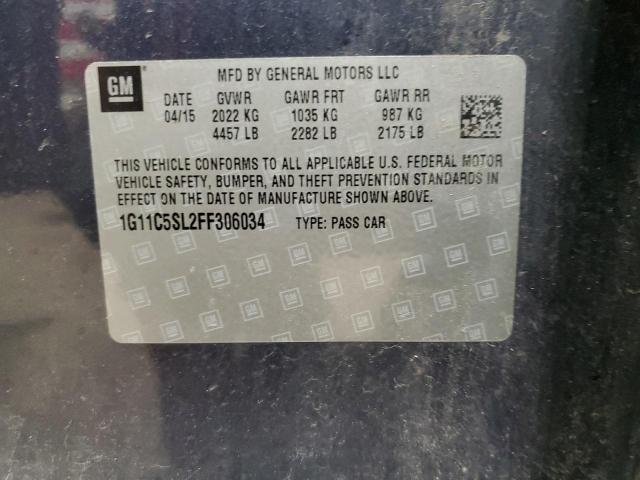 GM
MFD BY GENERAL MOTORS LLC
DATE GVWR GAWR FRT GAWR RR
04/15 2022 KG 1035 KG 987 KG
4457 LB 2282 LB 2175 LB
THIS VEHICLE CONFORMS TO ALL APPLICABLE U.S. FEDERAL MOTOR
VEHICLE SAFETY, BUMPER, AND THEFT PREVENTION STANDARDS IN
EFFECT ON THE DATE OF MANUFACTURE SHOWN ABOVE.
1G11C5SL2FF306034 TYPE: PASS CAR